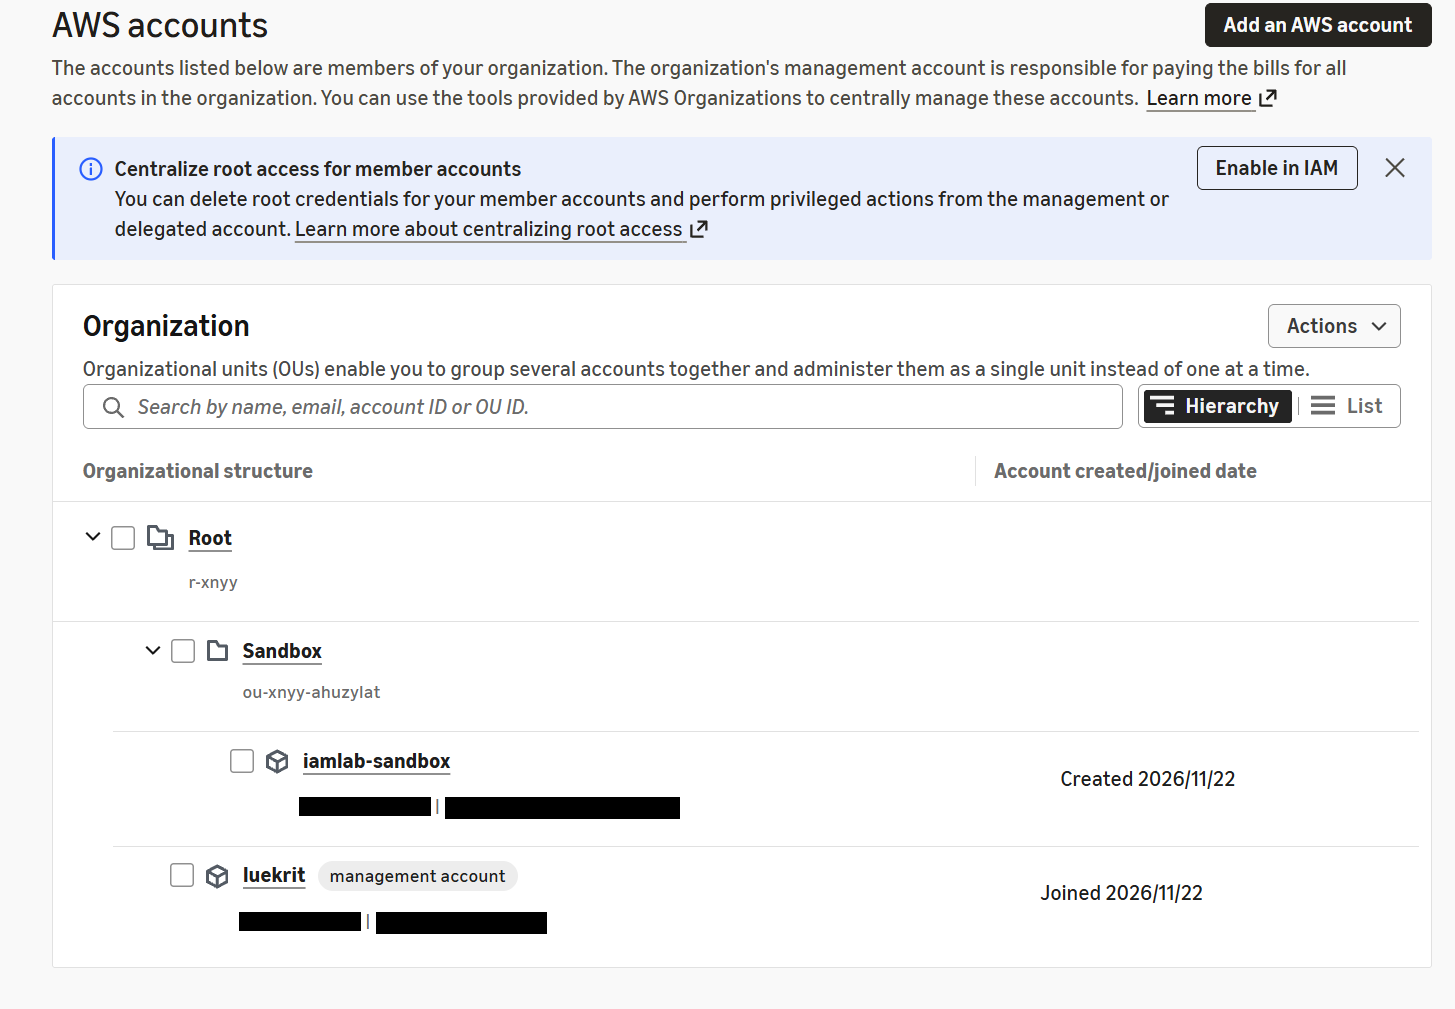 AWS accounts
Add an AWS account
The accounts listed below are members of your organization. The organization's management account is responsible for paying the bills for all
accounts in the organization. You can use the tools provided by AWS Organizations to centrally manage these accounts. Learn more
Centralize root access for member accounts
Enable in IAM
You can delete root credentials for your member accounts and perform privileged actions from the management or
delegated account. Learn more about centralizing root access
Organization
Actions
Organizational units (OUs) enable you to group several accounts together and administer them as a single unit instead of one at a time.
Search by name, email, account ID or OU ID.
Hierarchy | List
Organizational structure
Account created/joined date
Root
r-xnyy
Sandbox
ou-xnyy-ahuzylat
iamlab-sandbox
Created 2026/11/22
|
luekrit management account
Joined 2026/11/22
|